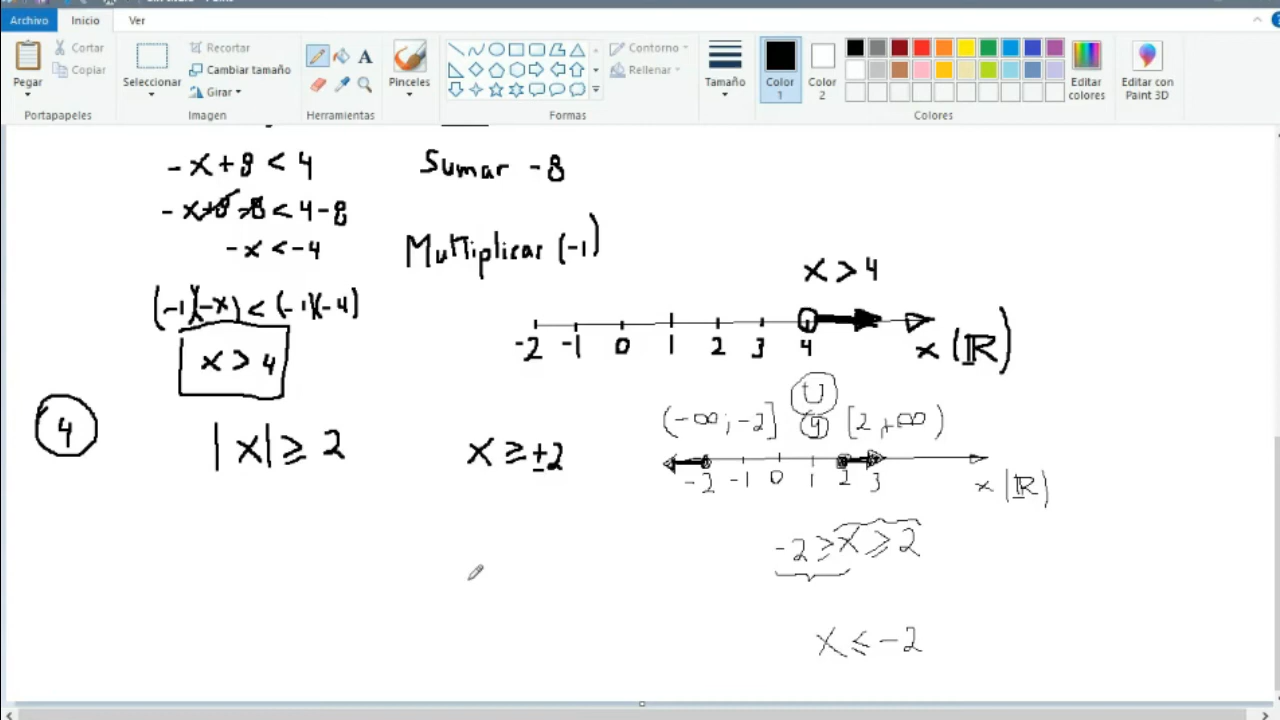 Archivo Inicio Ver
Pegar
Cortar
Copiar
Portapapeles
Seleccionar
Recortar
Cambiar tamaño
Girar
Imagen
A
Herramientas
Pinceles
Contorno
Rellenar
Formas
Tamaño
Color 1
Color 2
Editar colores
Editar con Paint 3D
Colores
-x+8 < 4 Sumar -8
-x+8-8 < 4-8
-x < -4 Multiplicar (-1)
(-1)(-x) < (-1)(-4)
x > 4
x > 4
-2 -1 0 1 2 3 4 x (ℝ)
4 |x| ≥ 2 x ≥ ±2
(-∞; -2] U y [2, +∞)
-2 -1 0 1 2 3 x (ℝ)
-2 ≥ x ≥ 2
x ≤ -2